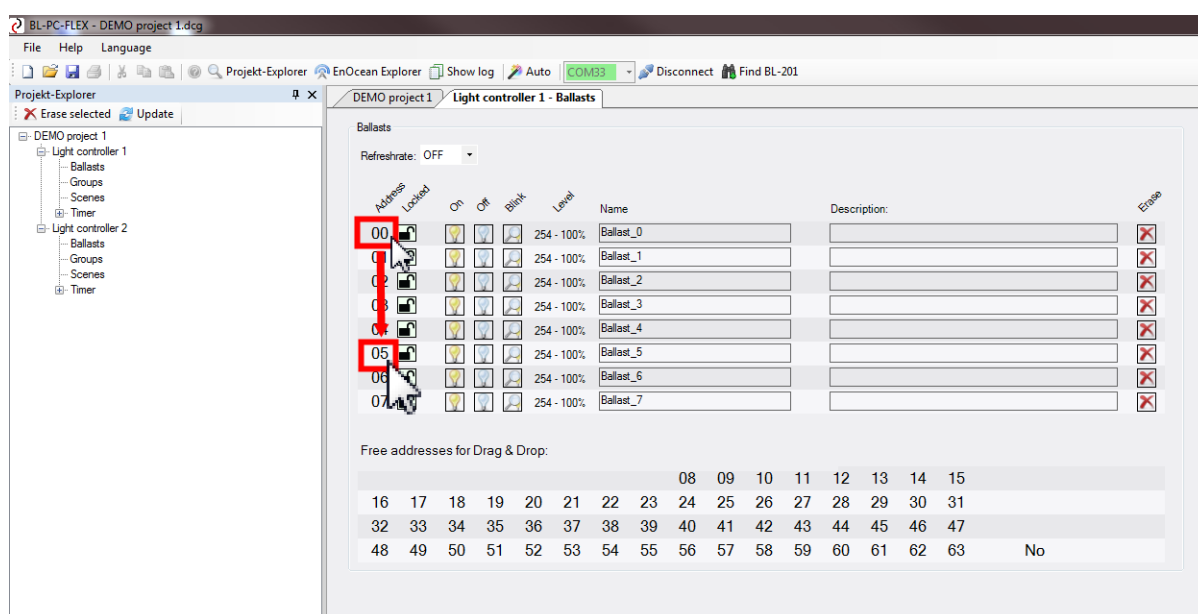 BL-PC-FLEX - DEMO project 1.dcg
File Help Language
Projekt-Explorer EnOcean Explorer Show log Auto COM33 Disconnect Find BL-201
Projekt-Explorer
Erase selected Update
DEMO project 1
Light controller 1
Ballasts
Groups
Scenes
Timer
Light controller 2
Ballasts
Groups
Scenes
Timer
DEMO project 1 Light controller 1 - Ballasts
Ballasts
Refreshrate: OFF
Address Locked On Off Blink Level Name Description: Erase
00 254 - 100% Ballast_0
254 - 100% Ballast_1
02 254 - 100% Ballast_2
03 254 - 100% Ballast_3
04 254 - 100% Ballast_4
05 254 - 100% Ballast_5
06 254 - 100% Ballast_6
07 254 - 100% Ballast_7
Free addresses for Drag & Drop:
08 09 10 11 12 13 14 15
16 17 18 19 20 21 22 23 24 25 26 27 28 29 30 31
32 33 34 35 36 37 38 39 40 41 42 43 44 45 46 47
48 49 50 51 52 53 54 55 56 57 58 59 60 61 62 63 No